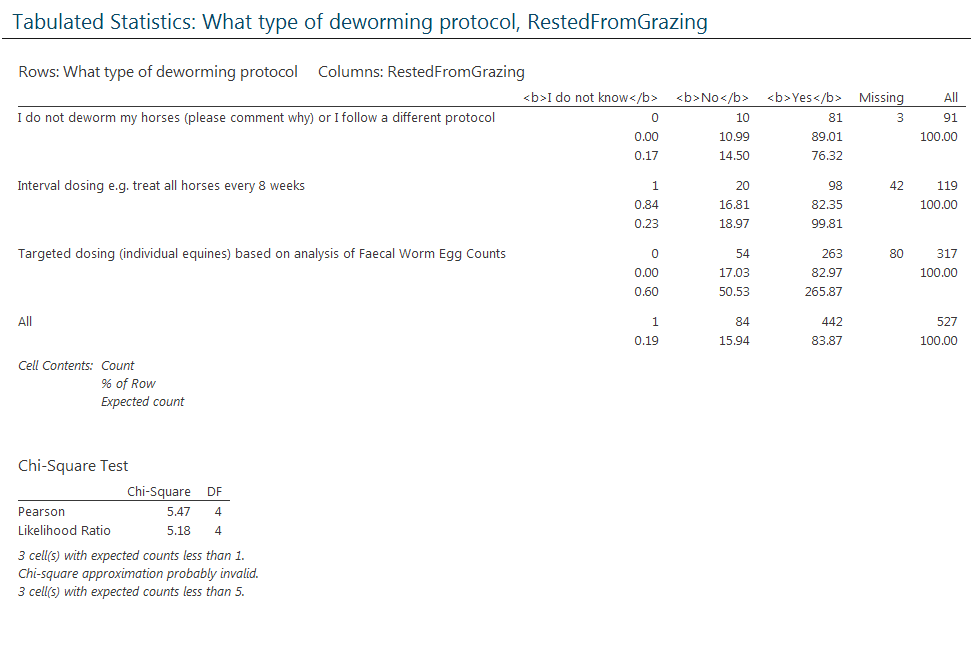 Tabulated Statistics: What type of deworming protocol, RestedFromGrazing
Rows: What type of deworming protocol Columns: RestedFromGrazing
<b>I do not know</b> <b>No</b> <b>Yes</b> Missing All
I do not deworm my horses (please comment why) or I follow a different protocol 0 10 81 3 91
0.00 10.99 89.01 100.00
0.17 14.50 76.32
Interval dosing e.g. treat all horses every 8 weeks 1 20 98 42 119
0.84 16.81 82.35 100.00
0.23 18.97 99.81
Targeted dosing (individual equines) based on analysis of Faecal Worm Egg Counts 0 54 263 80 317
0.00 17.03 82.97 100.00
0.60 50.53 265.87
All 1 84 442 527
0.19 15.94 83.87 100.00
Cell Contents: Count
% of Row
Expected count
Chi-Square Test
Chi-Square DF
Pearson 5.47 4
Likelihood Ratio 5.18 4
3 cell(s) with expected counts less than 1.
Chi-square approximation probably invalid.
3 cell(s) with expected counts less than 5.